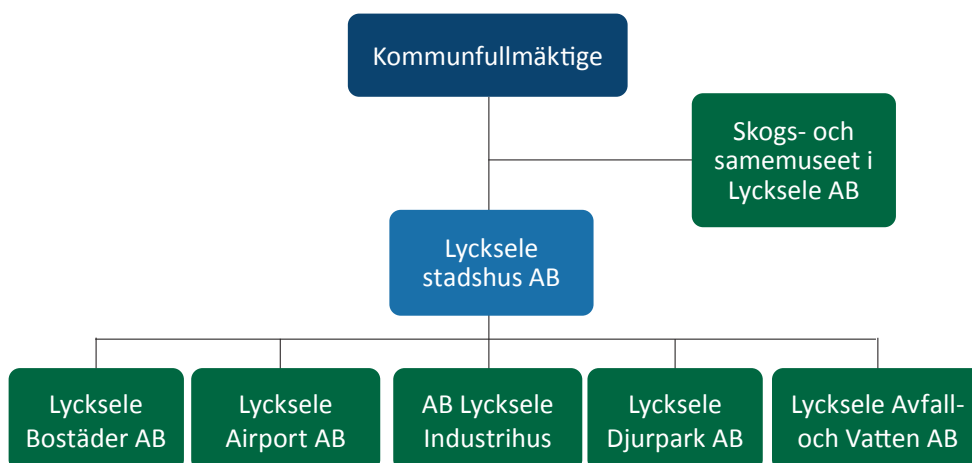 Kommunfullmäktige
Skogs- och
samemuseet i
Lycksele AB
Lycksele
stadshus AB
Lycksele
Bostäder AB
Lycksele
Airport AB
AB Lycksele
Industrihus
Lycksele
Djurpark AB
Lycksele Avfall-
och Vatten AB